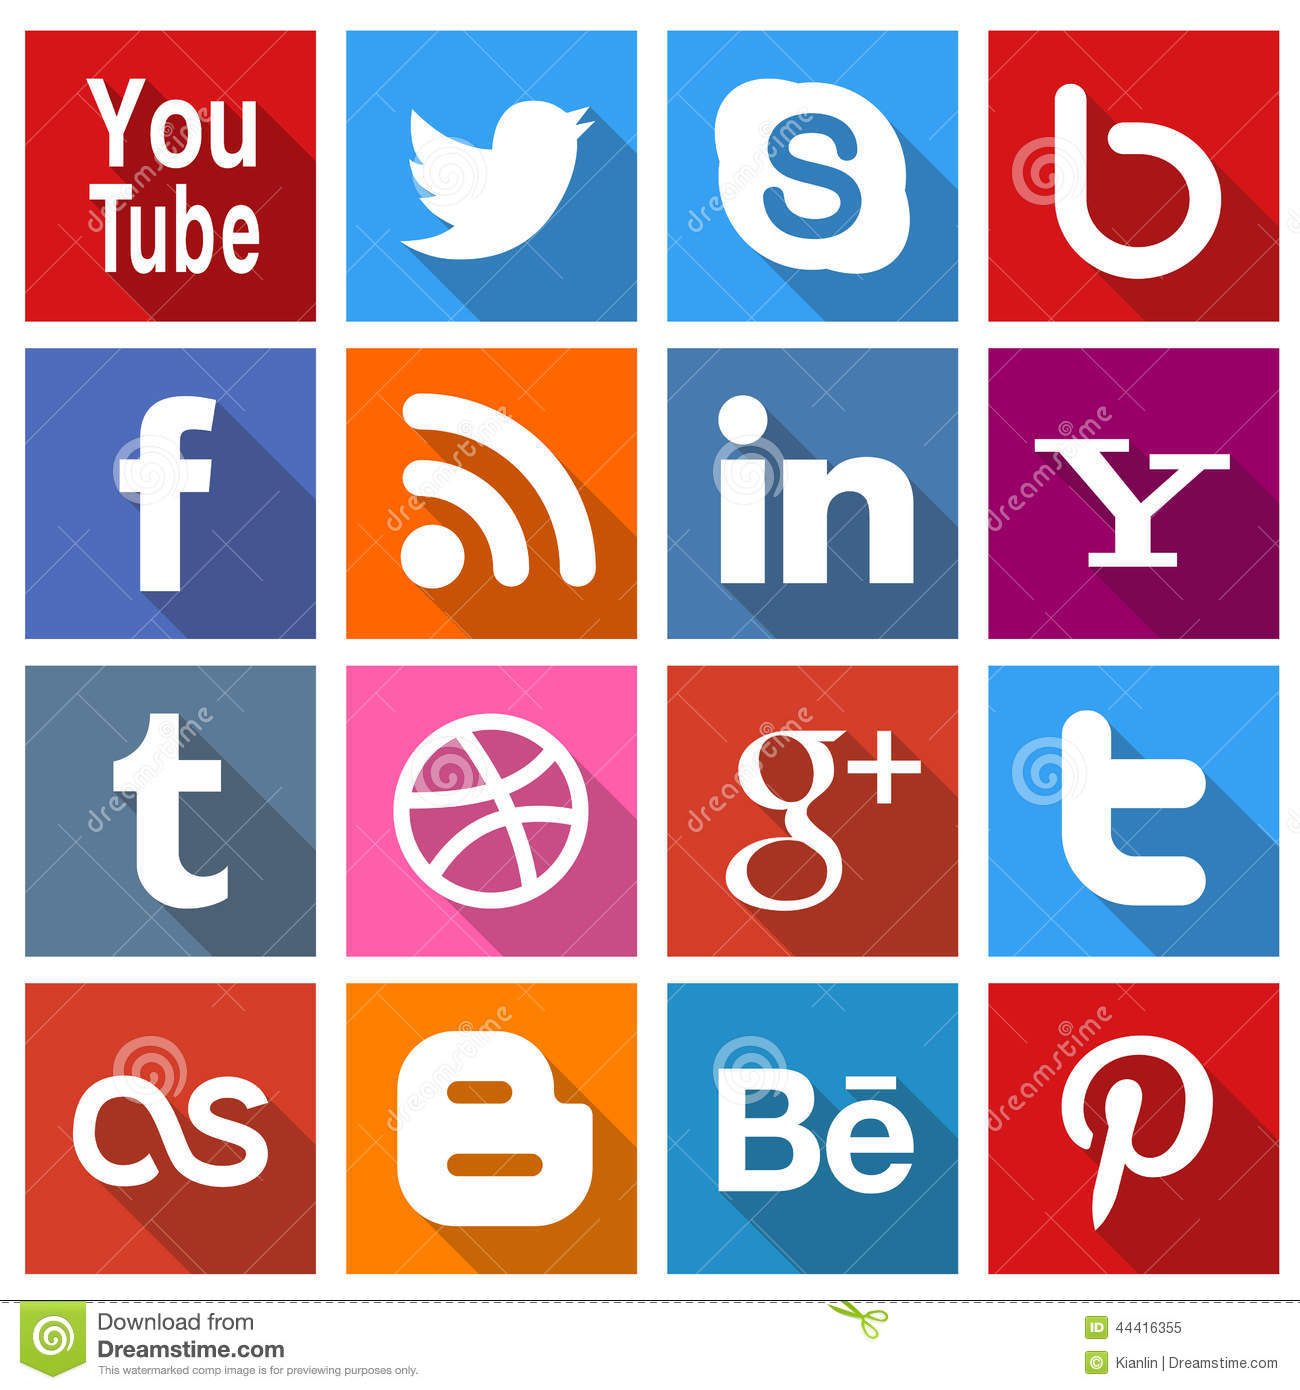 You
Tube
S
b
f
in
Y
t
g+
t
as
B
Bē
p
dreamstime
Download from
Dreamstime.com
This watermarked comp image is for previewing purposes only.
ID 44416355
© Kianlin | Dreamstime.com